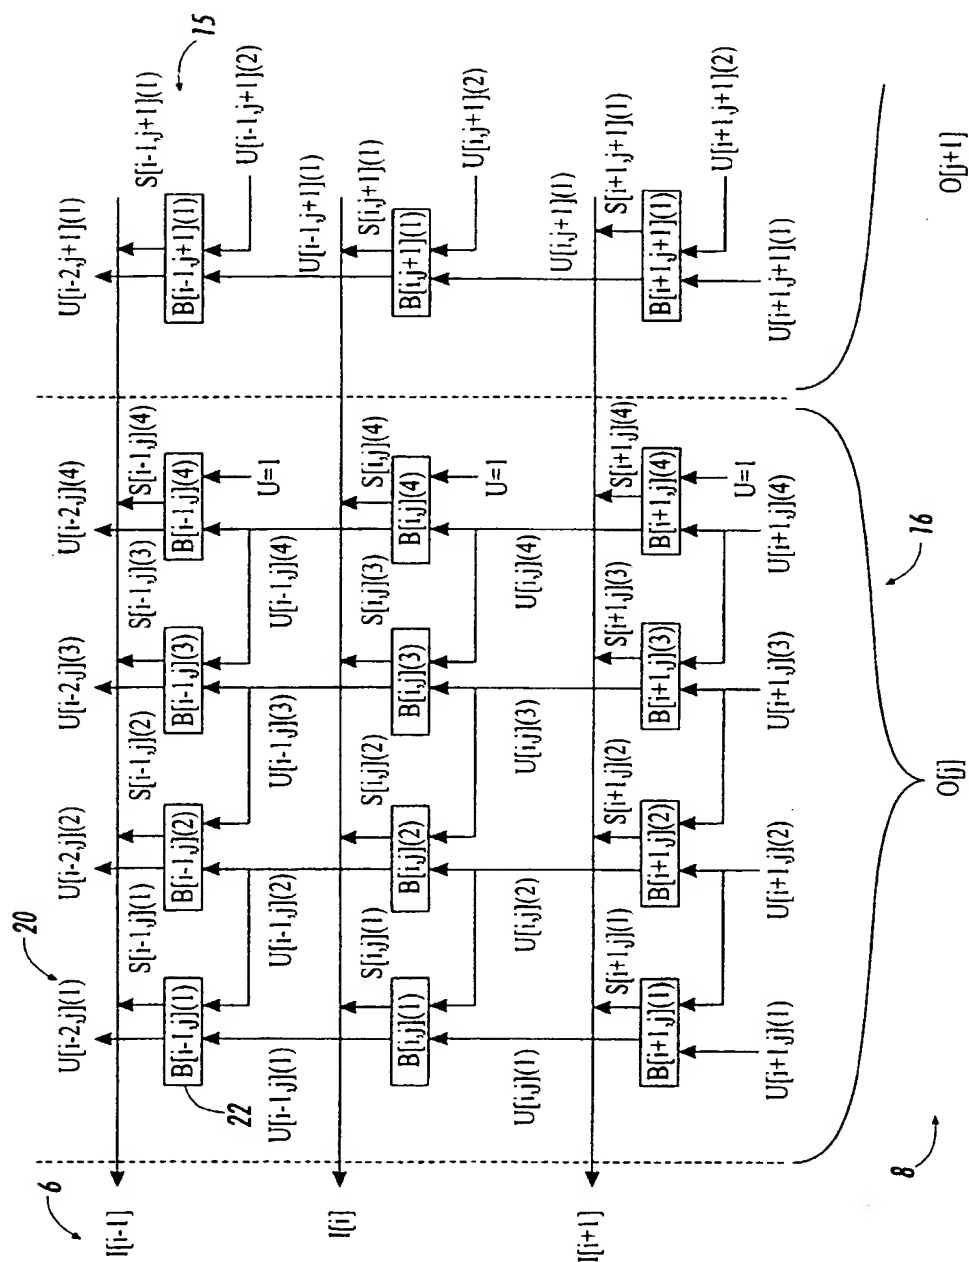 20
15
6
U[i-2,j](1)
U[i-2,j](2)
U[i-2,j](3)
U[i-2,j](4)
U[i-2,j+1](1)
I[i-1]
S[i-1,j](1)
S[i-1,j](2)
S[i-1,j](3)
S[i-1,j](4)
S[i-1,j+1](1)
B[i-1,j](1)
B[i-1,j](2)
B[i-1,j](3)
B[i-1,j](4)
B[i-1,j+1](1)
22
U[i-1,j+1](2)
U=1
U[i-1,j](1)
U[i-1,j](2)
U[i-1,j](3)
U[i-1,j](4)
U[i-1,j+1](1)
I[i]
S[i,j](1)
S[i,j](2)
S[i,j](3)
S[i,j](4)
S[i,j+1](1)
B[i,j](1)
B[i,j](2)
B[i,j](3)
B[i,j](4)
B[i,j+1](1)
U[i,j+1](2)
U=1
U[i,j](1)
U[i,j](2)
U[i,j](3)
U[i,j](4)
U[i,j+1](1)
I[i+1]
S[i+1,j](1)
S[i+1,j](2)
S[i+1,j](3)
S[i+1,j](4)
S[i+1,j+1](1)
B[i+1,j](1)
B[i+1,j](2)
B[i+1,j](3)
B[i+1,j](4)
B[i+1,j+1](1)
U[i+1,j+1](2)
U=1
U[i+1,j](1)
U[i+1,j](2)
U[i+1,j](3)
U[i+1,j](4)
U[i+1,j+1](1)
8
16
O[j]
O[j+1]